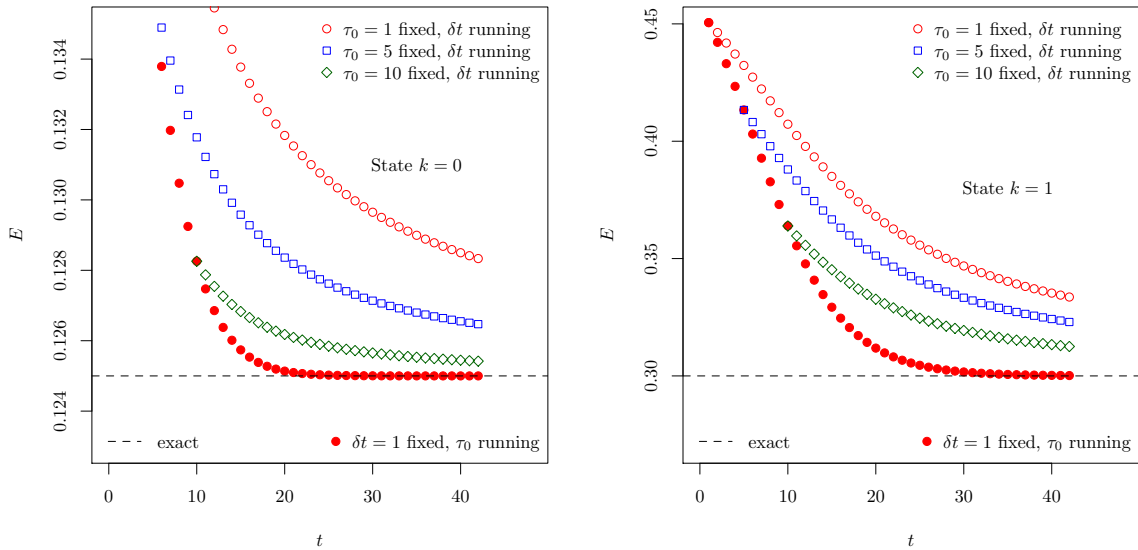 τ0 = 1 fixed, δt running
τ0 = 5 fixed, δt running
τ0 = 10 fixed, δt running
State k = 0
exact
δt = 1 fixed, τ0 running
E
0.134
0.132
0.130
0.128
0.126
0.124
0
10
20
30
40
t
τ0 = 1 fixed, δt running
τ0 = 5 fixed, δt running
τ0 = 10 fixed, δt running
State k = 1
exact
δt = 1 fixed, τ0 running
E
0.45
0.40
0.35
0.30
0
10
20
30
40
t